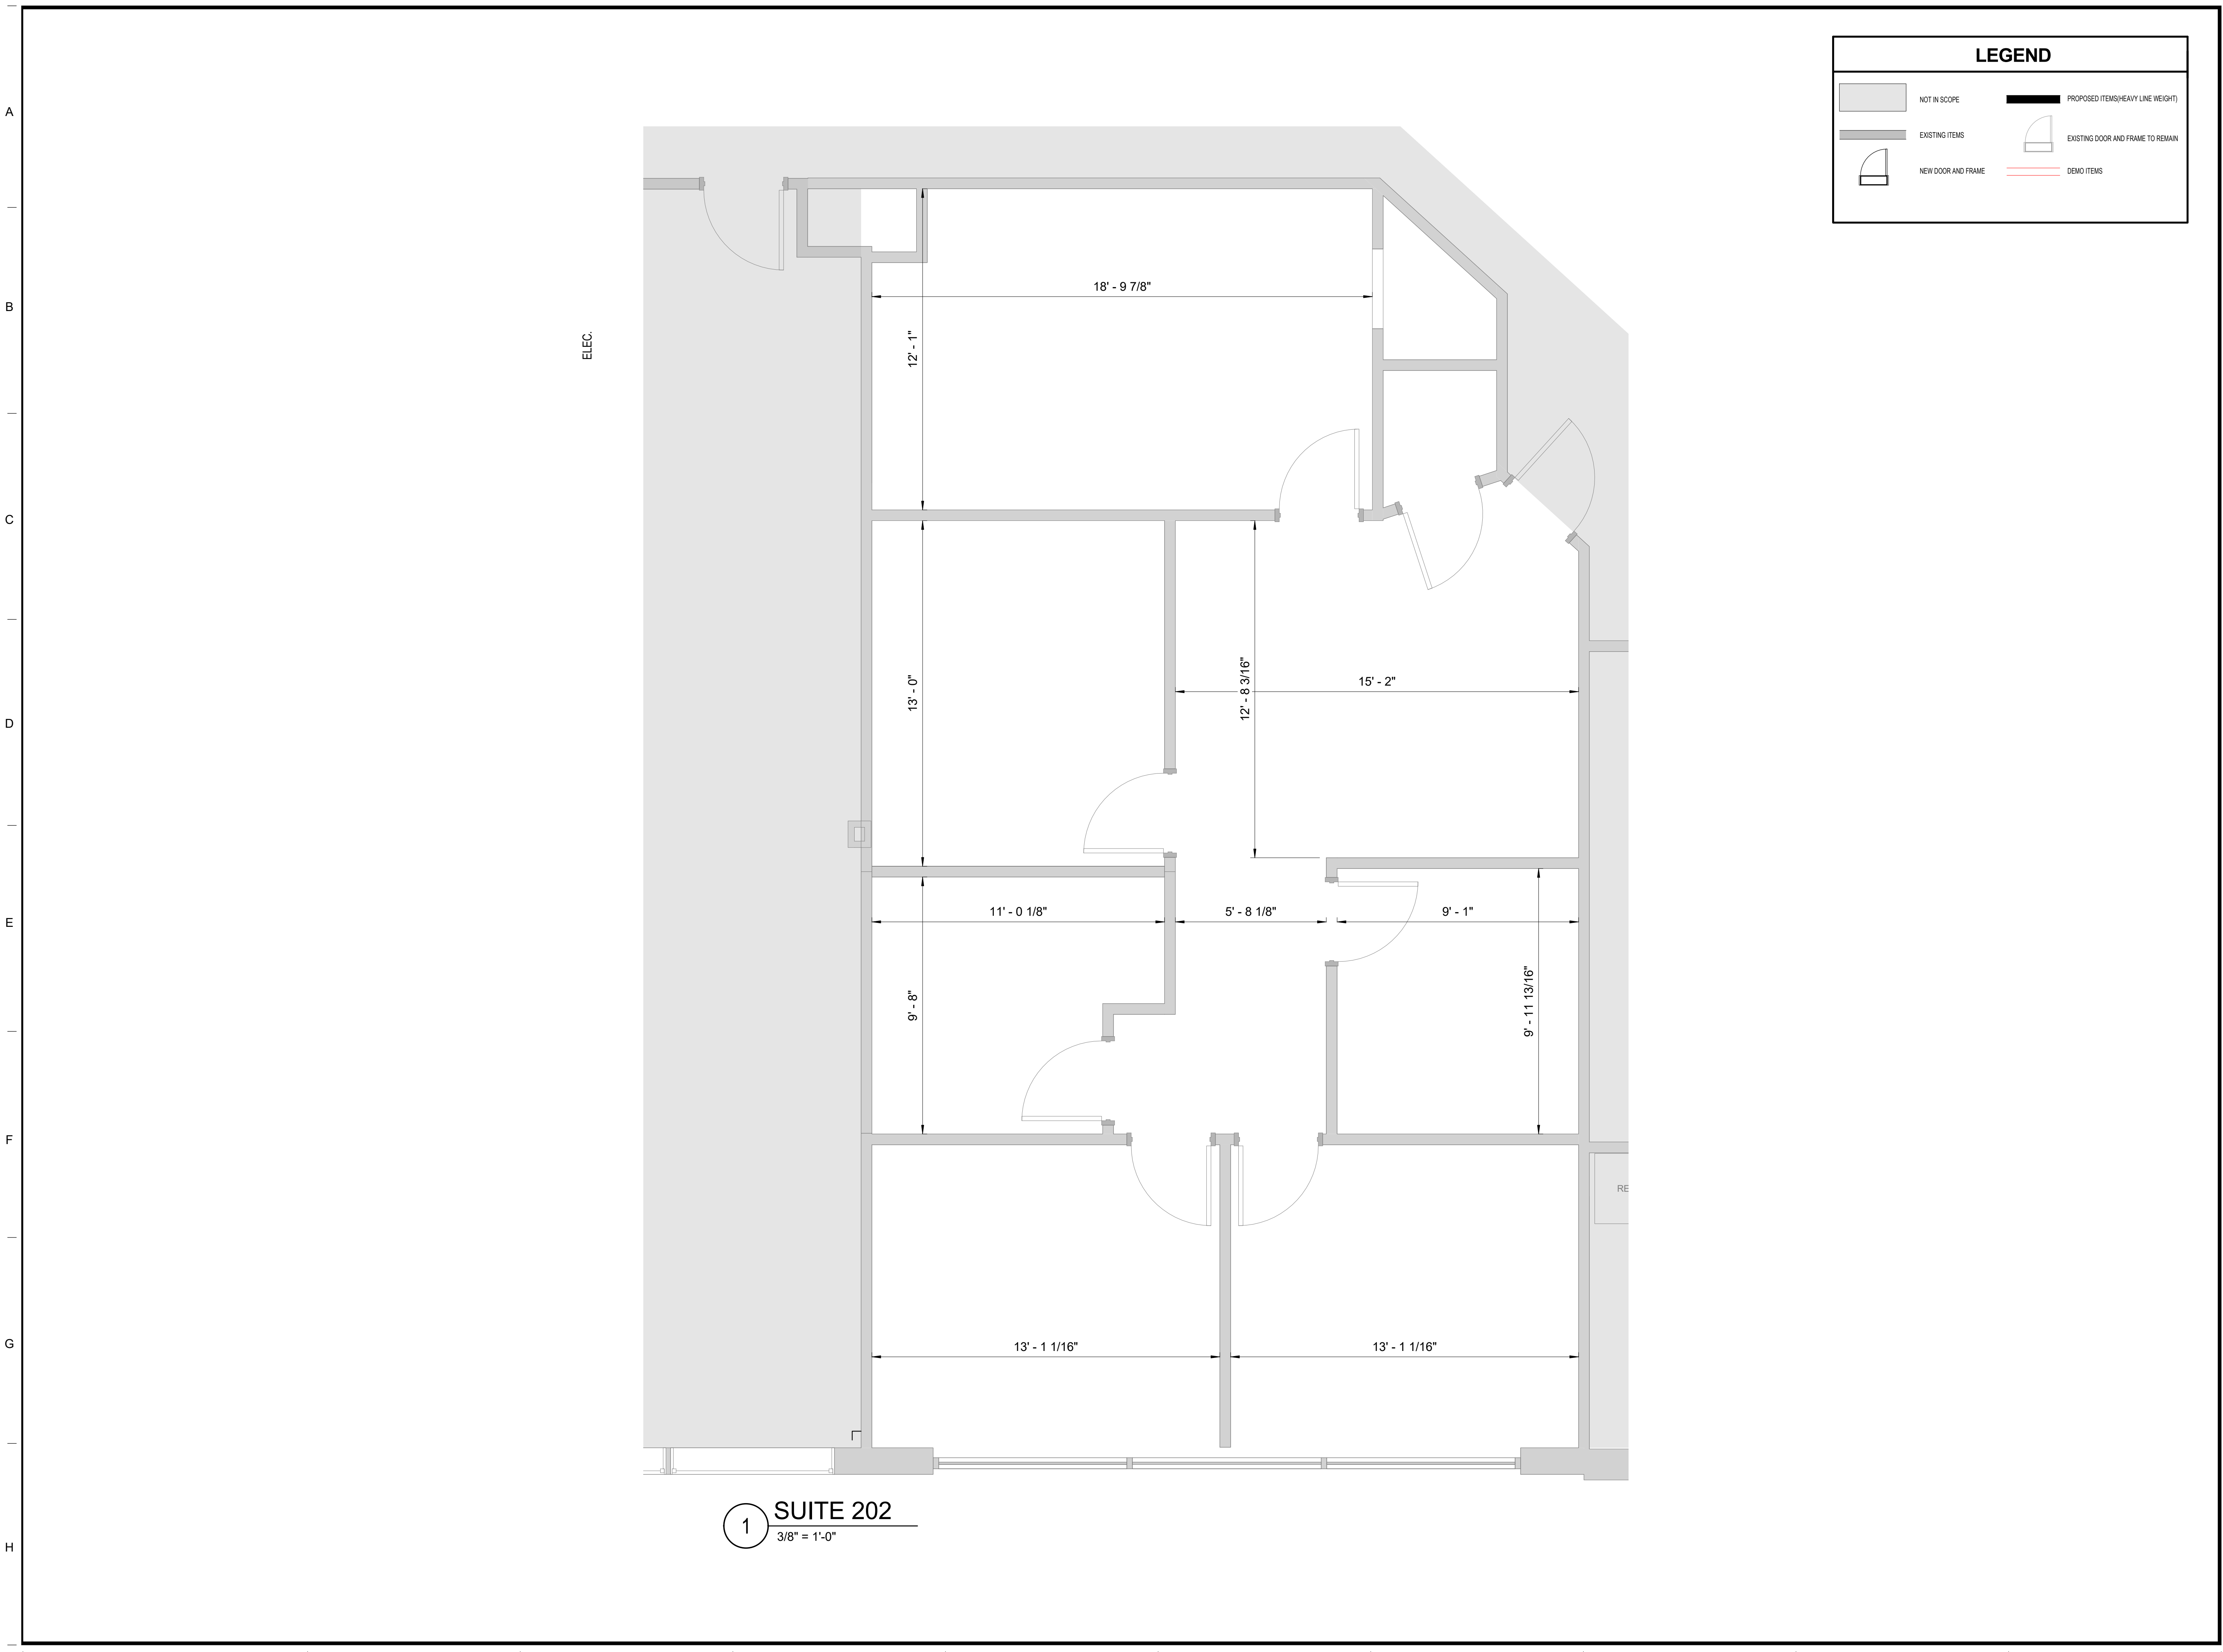 LEGEND
NOT IN SCOPE
PROPOSED ITEMS(HEAVY LINE WEIGHT)
EXISTING ITEMS
EXISTING DOOR AND FRAME TO REMAIN
NEW DOOR AND FRAME
DEMO ITEMS
A
B
C
D
E
F
G
H
ELEC.
18' - 9 7/8"
12' - 1"
13' - 0"
12' - 8 3/16"
15' - 2"
11' - 0 1/8"
5' - 8 1/8"
9' - 1"
9' - 8"
9' - 11 13/16"
RE
13' - 1 1/16"
13' - 1 1/16"
1
SUITE 202
3/8" = 1'-0"